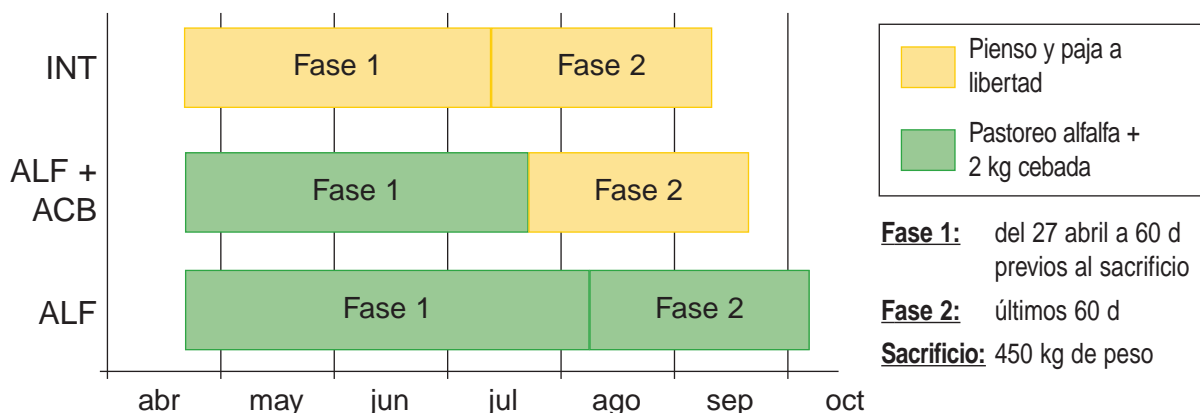 INT
Fase 1
Fase 2
ALF +
ACB
Fase 1
Fase 2
ALF
Fase 1
Fase 2
abr may jun jul ago sep oct
Pienso y paja a
libertad
Pastoreo alfalfa +
2 kg cebada
Fase 1: del 27 abril a 60 d
previos al sacrificio
Fase 2: últimos 60 d
Sacrificio: 450 kg de peso